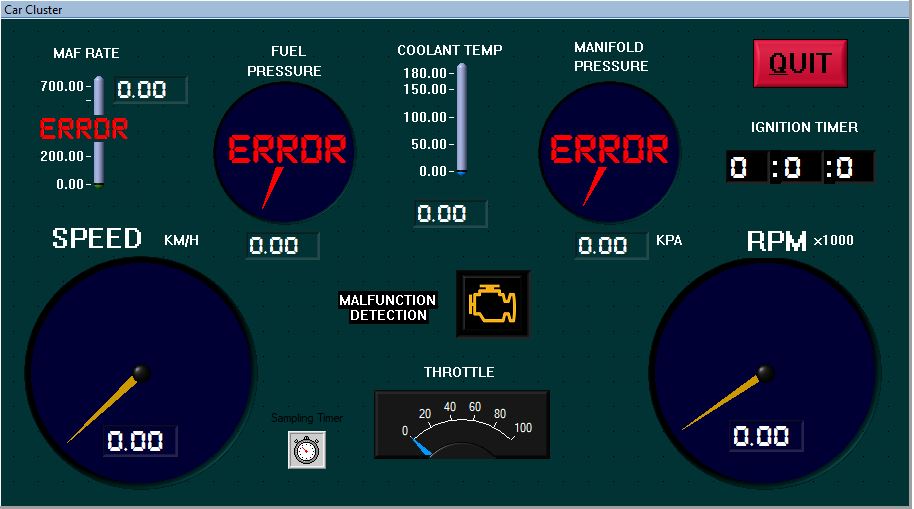 Car Cluster
MAF RATE
700.00
0.00
ERROR
200.00
0.00
FUEL
PRESSURE
ERROR
0.00
COOLANT TEMP
180.00
150.00
100.00
50.00
0.00
0.00
MANIFOLD
PRESSURE
ERROR
0.00 KPA
QUIT
IGNITION TIMER
0 :0 :0
SPEED KM/H
0.00
MALFUNCTION
DETECTION
RPM x1000
0.00
Sampling Timer
THROTTLE
0 20 40 60 80 100